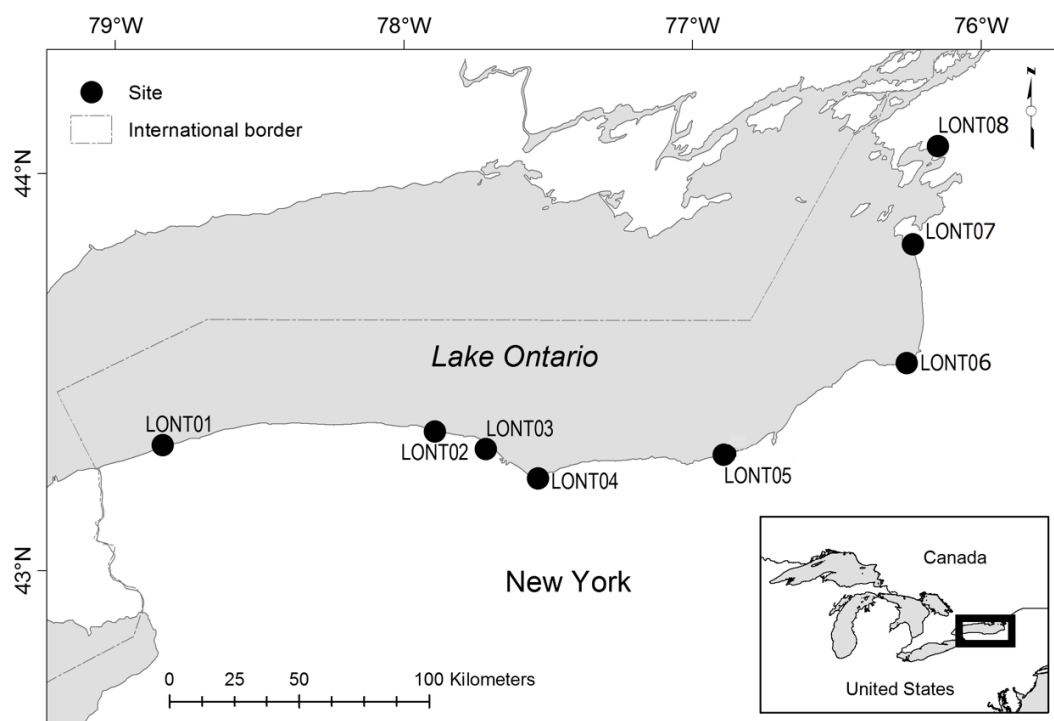 79°W
78°W
77°W
76°W
Site
International border
z
LONT08
44°N
LONT07
Lake Ontario
LONT06
LONT01
LONT03
LONT02
LONT05
LONT04
43°N
New York
Canada
United States
0 25 50 100 Kilometers